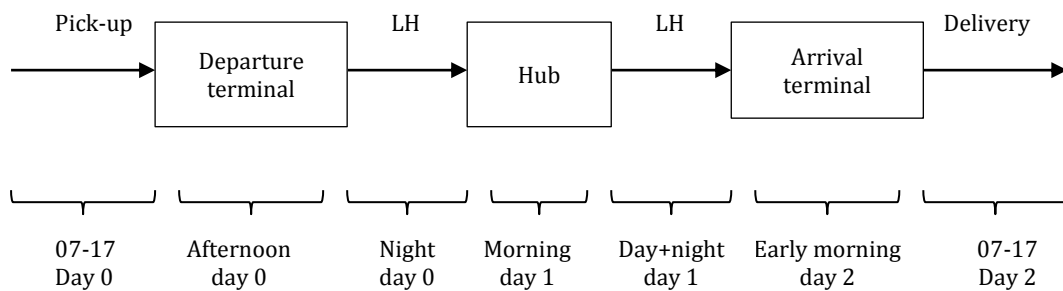 Pick-up
LH
LH
Delivery
Departure
terminal
Hub
Arrival
terminal
07-17
Day 0
Afternoon
day 0
Night
day 0
Morning
day 1
Day+night
day 1
Early morning
day 2
07-17
Day 2